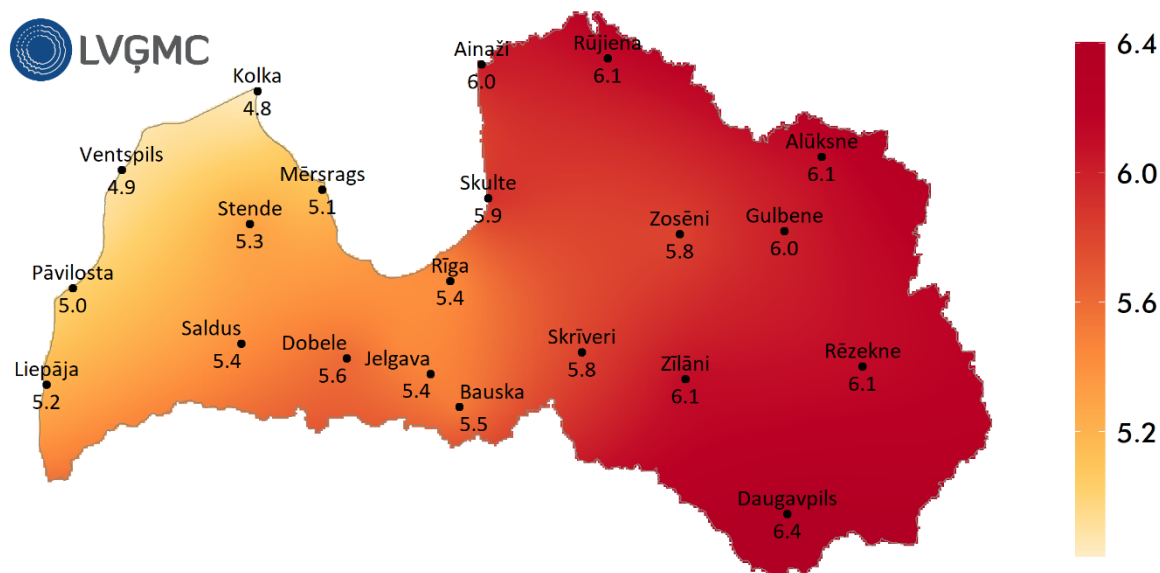 LVĢMC
Kolka
4.8
Ainaži
6.0
Rūjiena
6.1
Ventspils
4.9
Mērsrags
5.1
Stende
5.3
Skulte
5.9
Alūksne
6.1
Zosēni
5.8
Gulbene
6.0
Pāvilosta
5.0
Rīga
5.4
Saldus
5.4
Dobele
5.6
Jelgava
5.4
Skrīveri
5.8
Zīlāni
6.1
Rēzekne
6.1
Liepāja
5.2
Bauska
5.5
Daugavpils
6.4
6.4
6.0
5.6
5.2